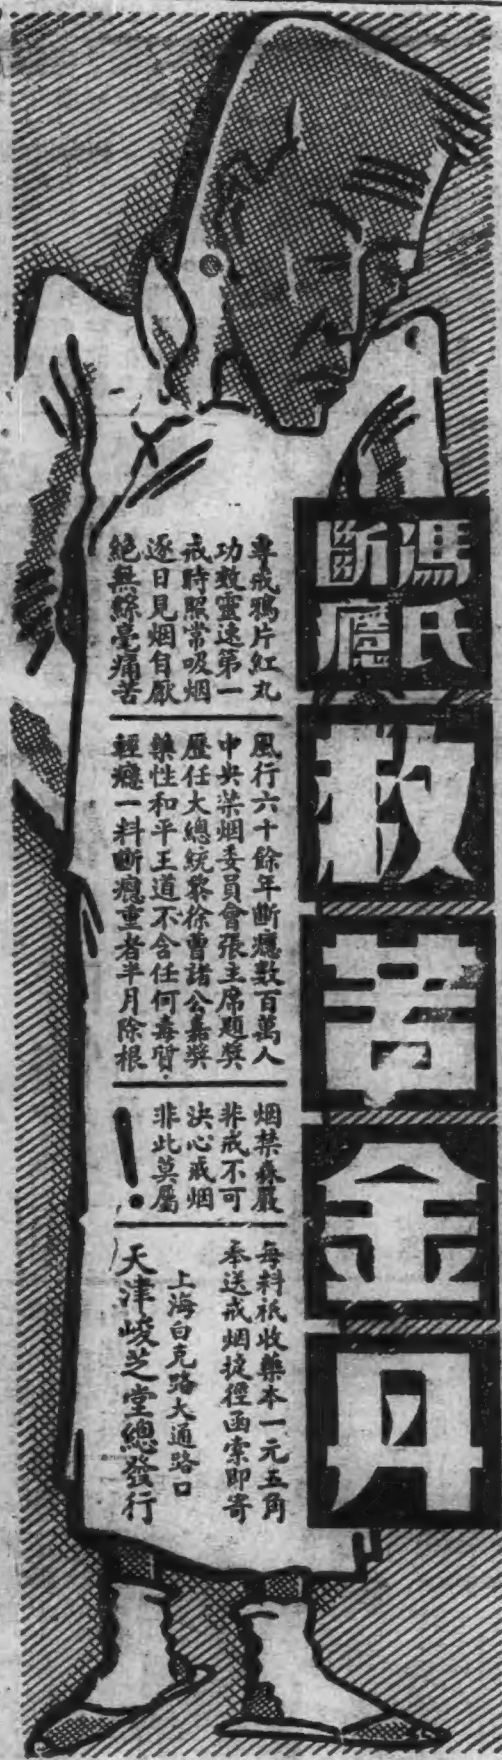 馮氏
斷癮
救苦金丹
專戒鴉片紅丸
功效靈速第一
戒時照常吸烟
逐日見烟自厭
絕無絲毫痛苦
風行六十餘年斷癮數百萬人
中央禁烟委員會張主席題獎
歷任大總統黎徐曹諸公嘉獎
藥性和平王道不含任何毒質
輕癮一料斷癮重者半月除根
烟禁森嚴
非戒不可
決心戒烟
非此莫屬
！
每料祇收藥本一元五角
奉送戒烟捷徑函索即寄
上海白克路大通路口
天津峻芝堂總發行